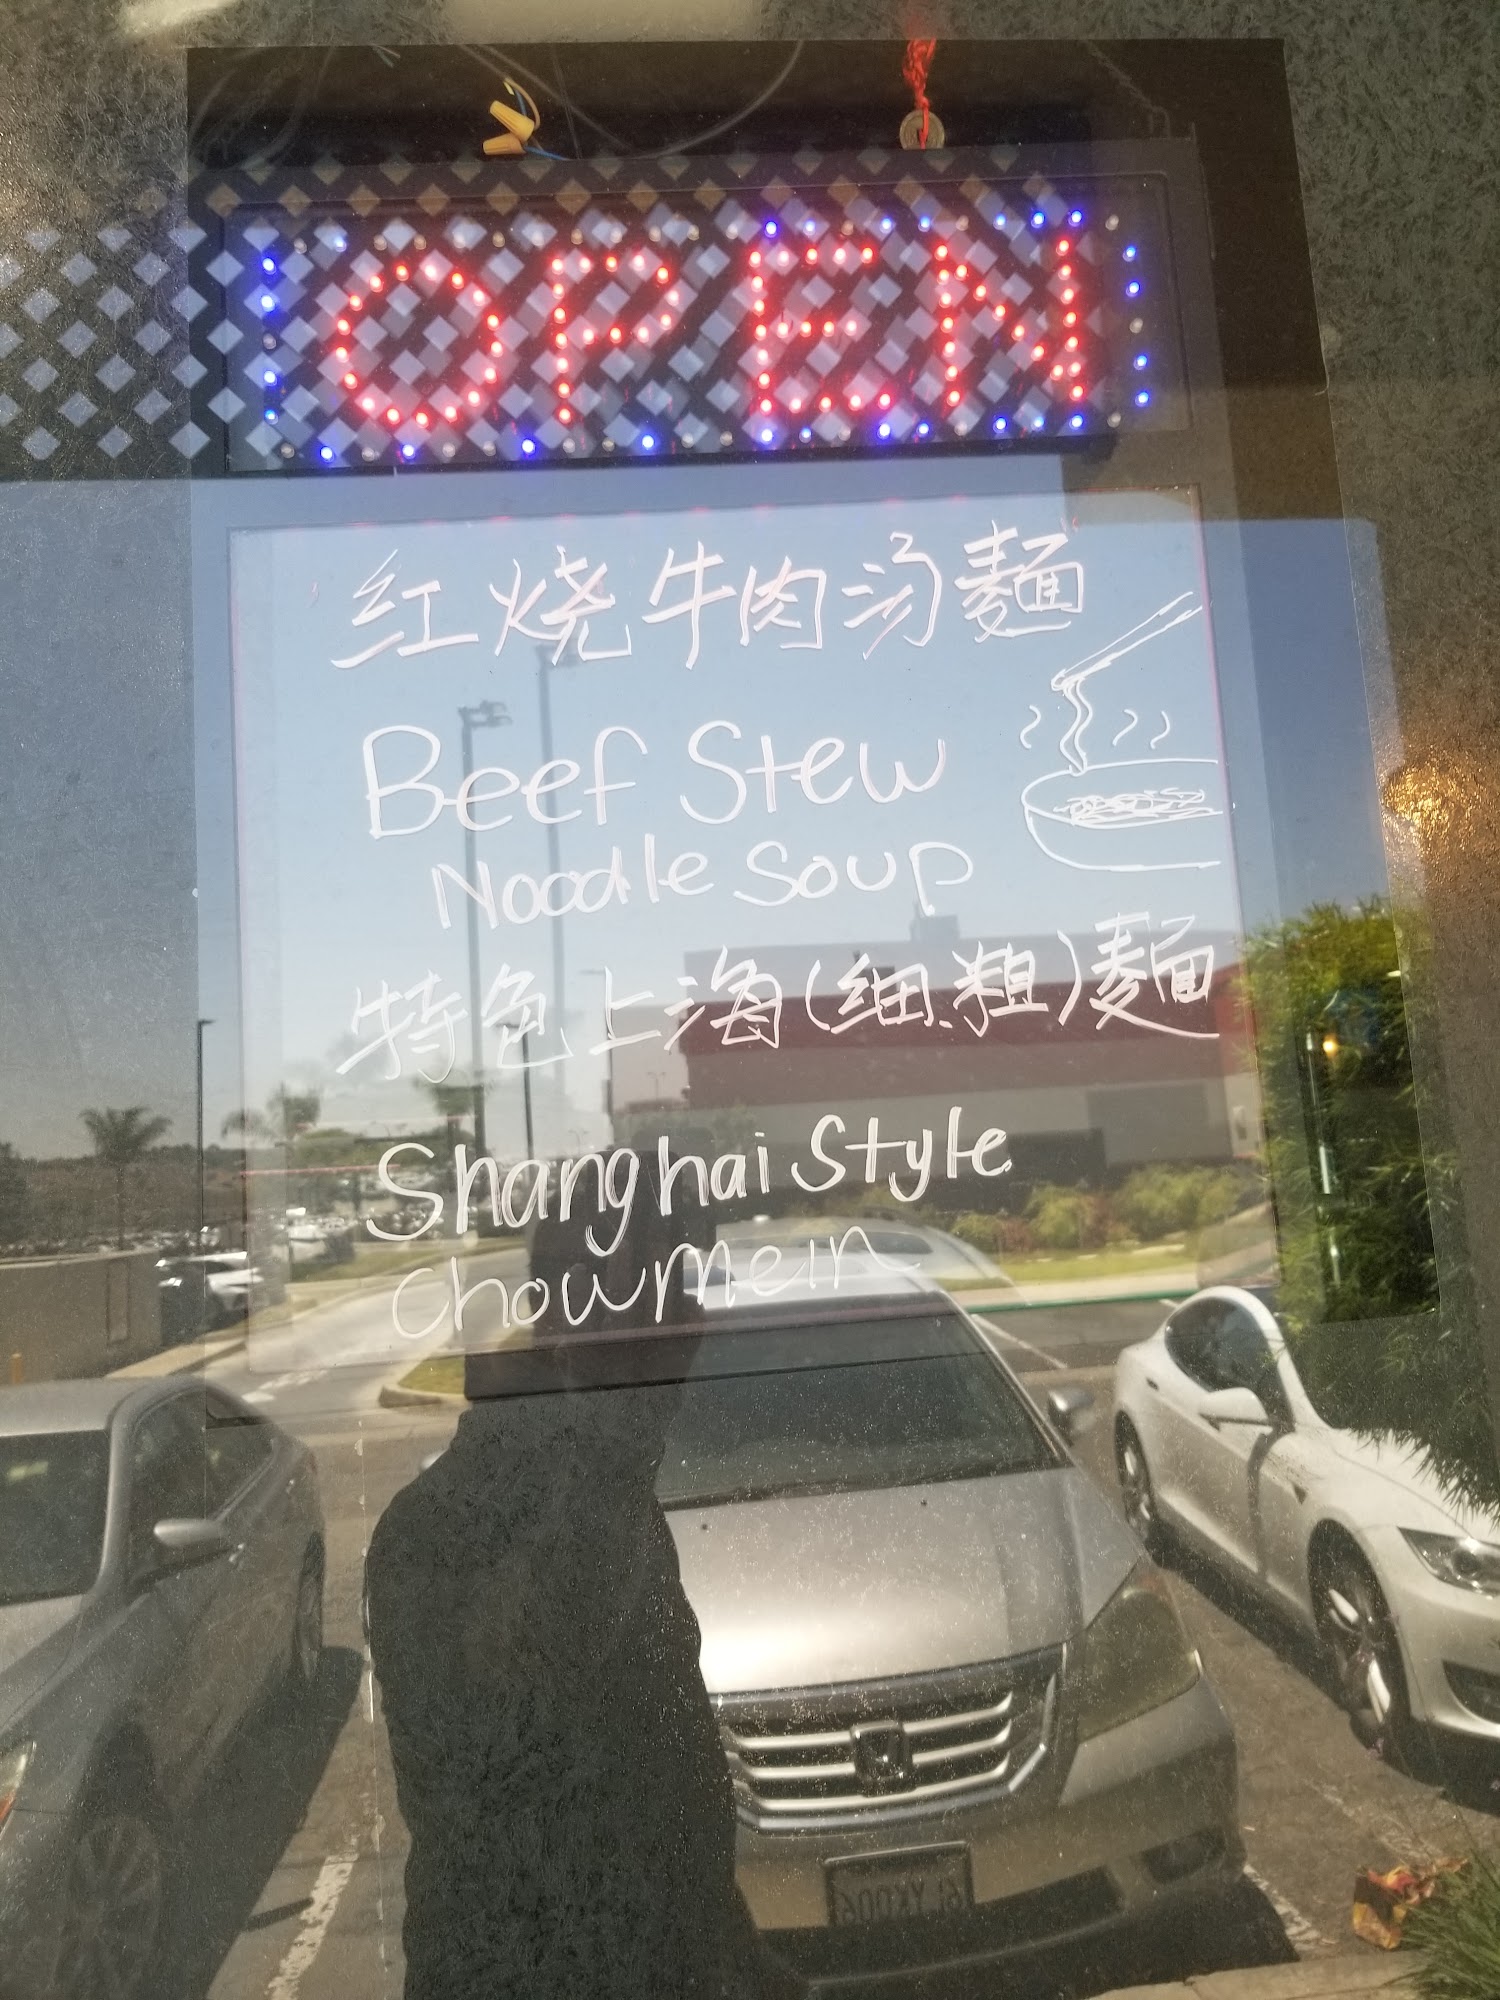 OPEN
红烧牛肉汤麵
Beef Stew
Noodle Soup
特色上海(细.粗)麵
Shanghai Style
Chowmein